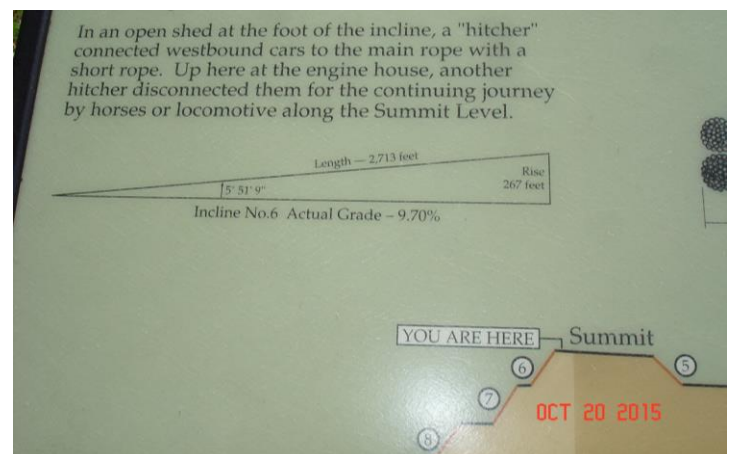 In an open shed at the foot of the incline, a "hitcher"
connected westbound cars to the main rope with a
short rope. Up here at the engine house, another
hitcher disconnected them for the continuing journey
by horses or locomotive along the Summit Level.
Length — 2,713 feet
Rise
267 feet
5° 51' 9"
Incline No.6 Actual Grade – 9.70%
YOU ARE HERE
Summit
6
5
7
8
OCT 20 2015